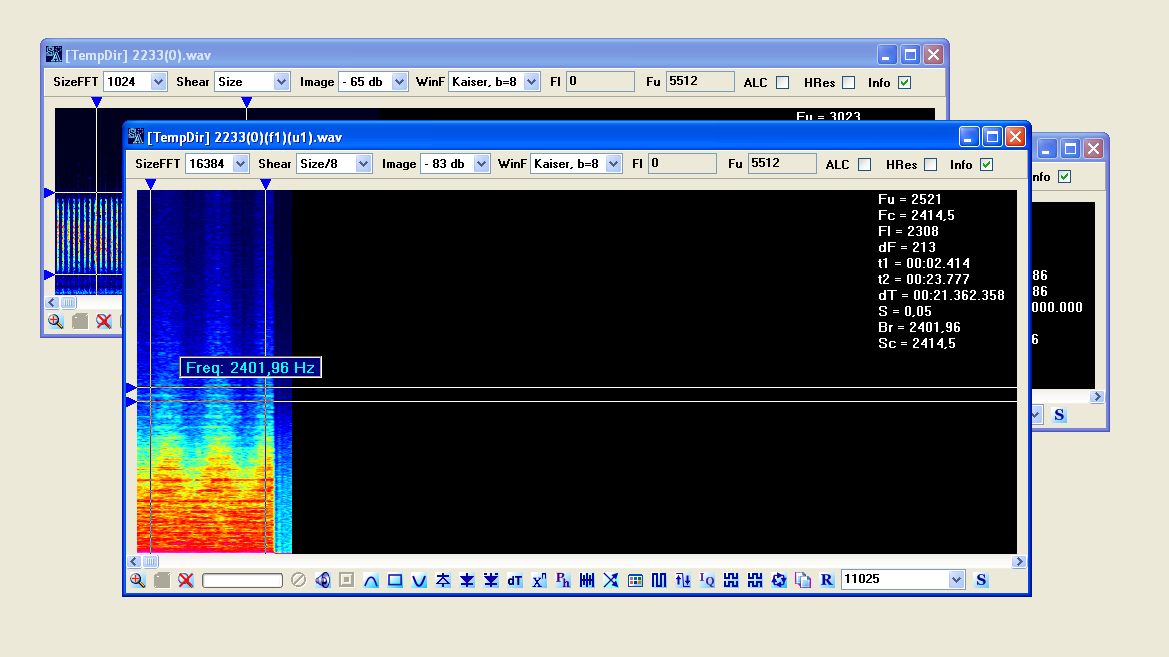 [TempDir] 2233(0).wav
SizeFFT 1024 Shear Size Image - 65 db WinF Kaiser, b=8 Fl 0 Fu 5512 ALC HRes Info
Fu = 3023
[TempDir] 2233(0)(f1)(u1).wav
SizeFFT 16384 Shear Size/8 Image - 83 db WinF Kaiser, b=8 Fl 0 Fu 5512 ALC HRes Info
Fu = 2521
Fc = 2414,5
Fl = 2308
dF = 213
t1 = 00:02.414
t2 = 00:23.777
dT = 00:21.362.358
S = 0,05
Br = 2401,96
Sc = 2414,5
Freq: 2401,96 Hz
dT Xn Ph IQ R 11025 S
nfo
86
86
000.000
6
S